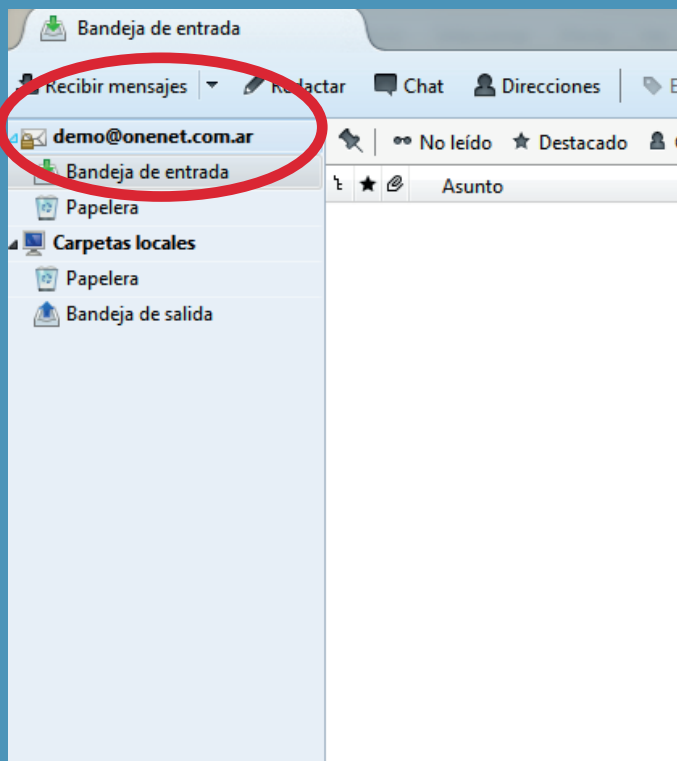 Bandeja de entrada
Recibir mensajes Redactar Chat Direcciones
demo@onenet.com.ar
No leído Destacado
Bandeja de entrada
Asunto
Papelera
Carpetas locales
Papelera
Bandeja de salida